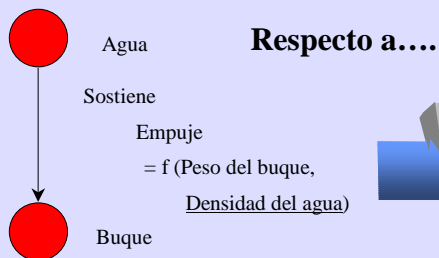 Agua
Respecto a….
Sostiene
Empuje
= f (Peso del buque,
Densidad del agua)
Buque